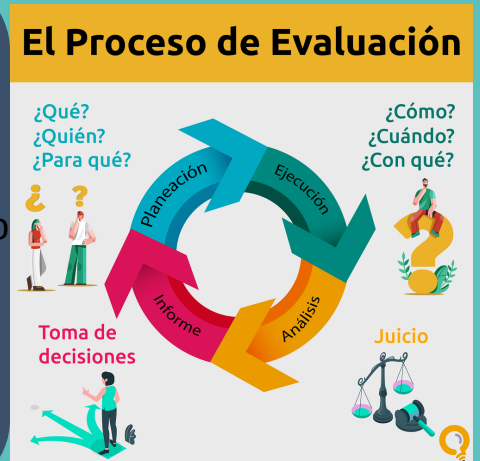 El Proceso de Evaluación
¿Qué?
¿Quién?
¿Para qué?
¿Cómo?
¿Cuándo?
¿Con qué?
Planeación
Ejecución
Informe
Análisis
Toma de
decisiones
Juicio